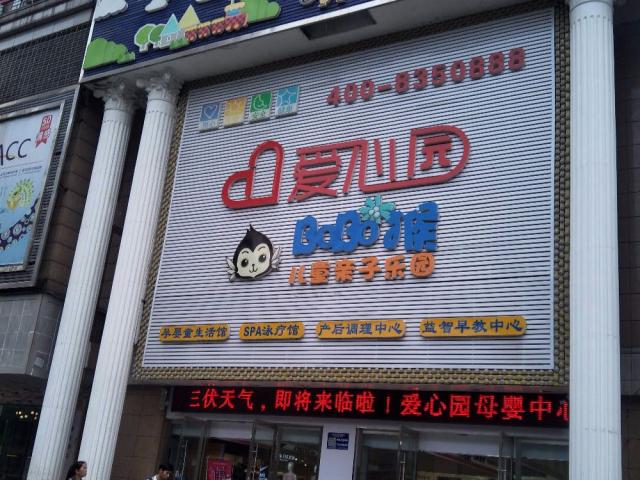 400-8350888
爱心园
BoBo猴
儿童亲子乐园
孕婴童生活馆
SPA泳疗馆
产后调理中心
益智早教中心
三伏天气，即将来临啦！爱心园母婴中心
ACC